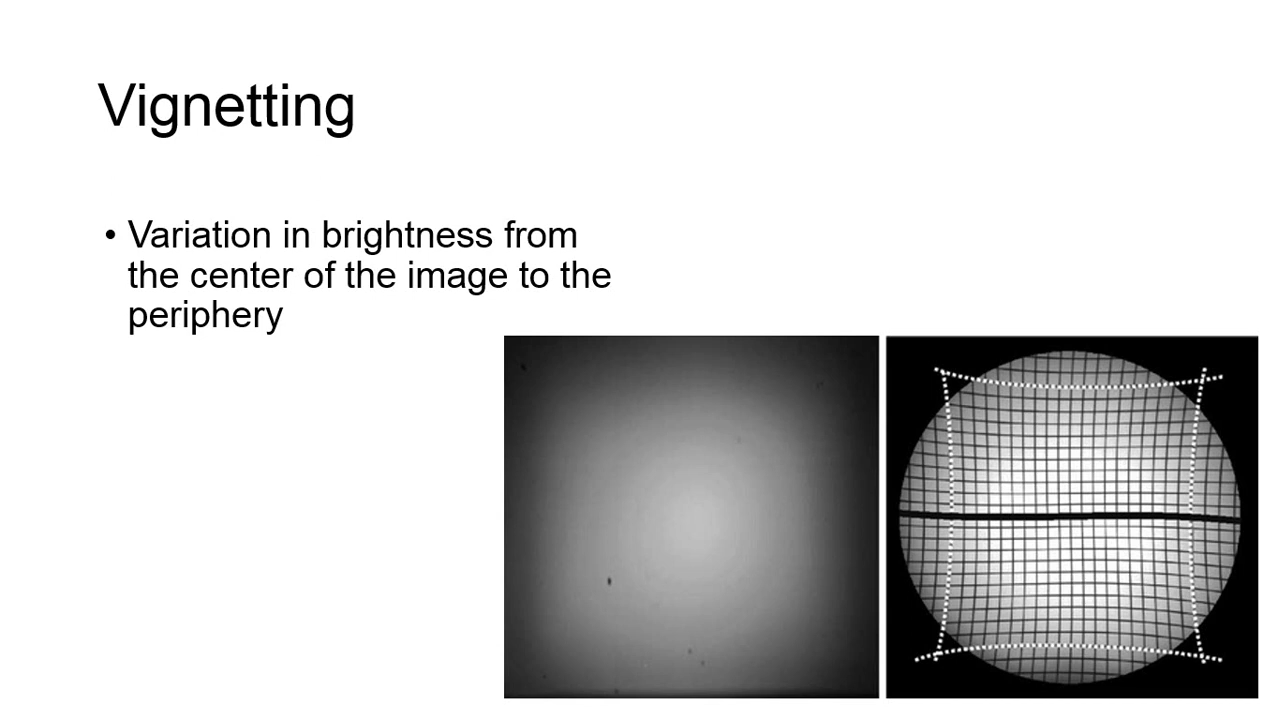 Vignetting
• Variation in brightness from
the center of the image to the
periphery